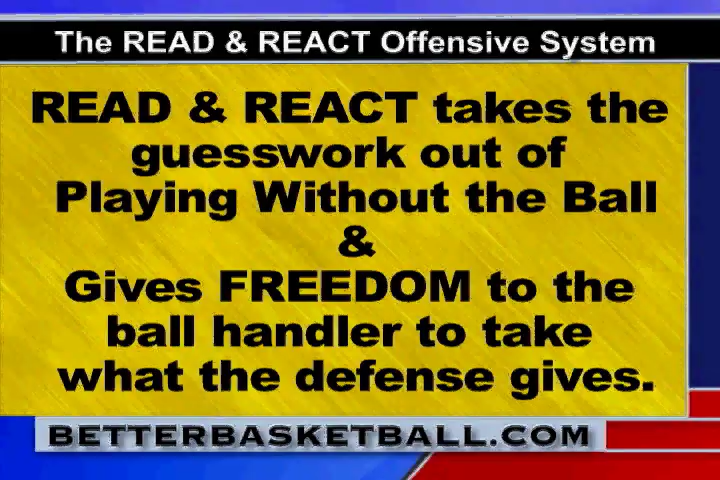 The READ & REACT Offensive System
READ & REACT takes the
guesswork out of
Playing Without the Ball
&
Gives FREEDOM to the
ball handler to take
what the defense gives.
BETTERBASKETBALL.COM